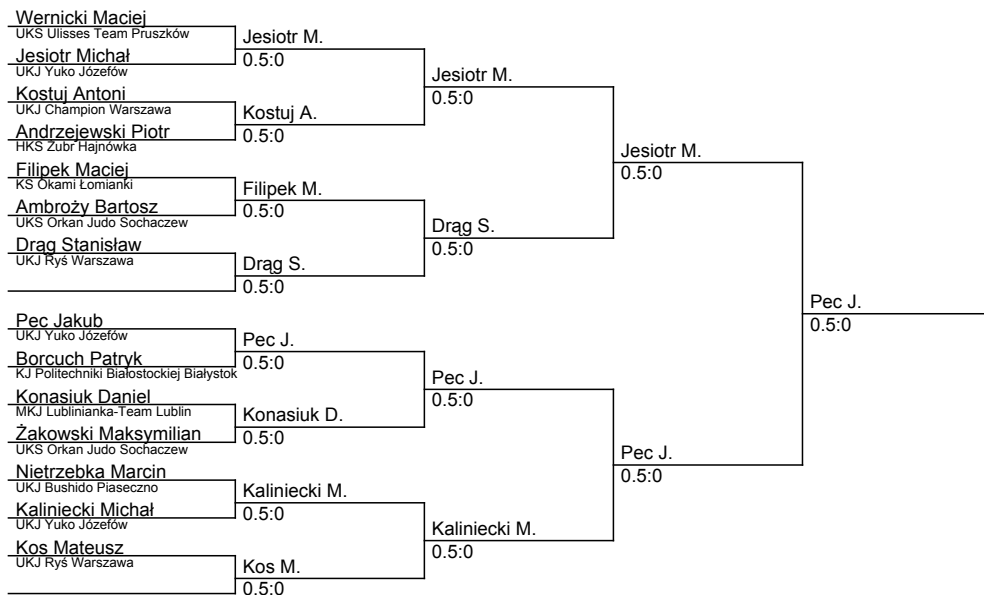 Wernicki Maciej
UKS Ulisses Team Pruszków
Jesiotr Michał
UKJ Yuko Józefów
Kostuj Antoni
UKJ Champion Warszawa
Andrzejewski Piotr
HKS Żubr Hajnówka
Filipek Maciej
KS Okami Łomianki
Ambroży Bartosz
UKS Orkan Judo Sochaczew
Drąg Stanisław
UKJ Ryś Warszawa
Pec Jakub
UKJ Yuko Józefów
Borcuch Patryk
KJ Politechniki Białostockiej Białystok
Konasiuk Daniel
MKJ Lublinianka-Team Lublin
Żakowski Maksymilian
UKS Orkan Judo Sochaczew
Nietrzebka Marcin
UKJ Bushido Piaseczno
Kaliniecki Michał
UKJ Yuko Józefów
Kos Mateusz
UKJ Ryś Warszawa
Jesiotr M.
0.5:0
Kostuj A.
0.5:0
Filipek M.
0.5:0
Drąg S.
0.5:0
Pec J.
0.5:0
Konasiuk D.
0.5:0
Kaliniecki M.
0.5:0
Kos M.
0.5:0
Jesiotr M.
0.5:0
Drąg S.
0.5:0
Pec J.
0.5:0
Kaliniecki M.
0.5:0
Jesiotr M.
0.5:0
Pec J.
0.5:0
Pec J.
0.5:0